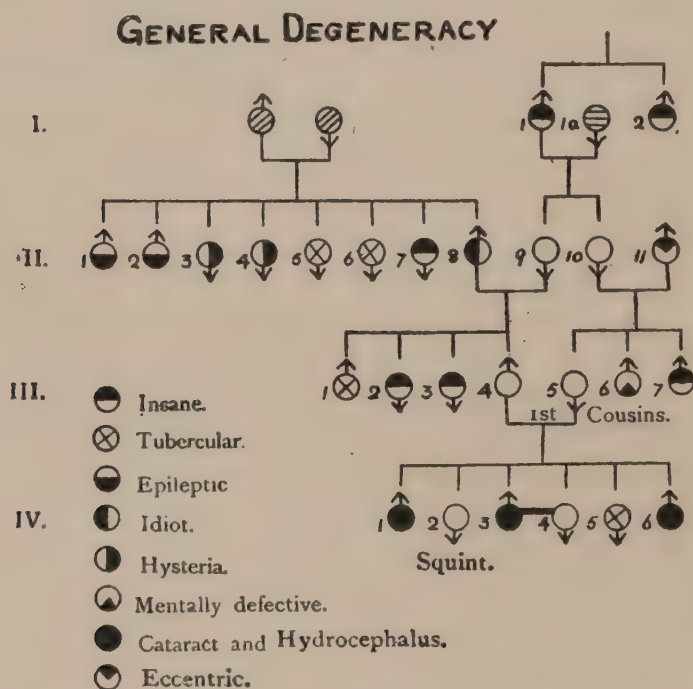 GENERAL DEGENERACY
I. 1 1a 2
II. 1 2 3 4 5 6 7 8 9 10 11
III. 1 2 3 4 5 6 7
1st Cousins.
Insane.
Tubercular.
Epileptic
IV. Idiot. 1 2 3 4 5 6
Hysteria. Squint.
Mentally defective.
Cataract and Hydrocephalus.
Eccentric.